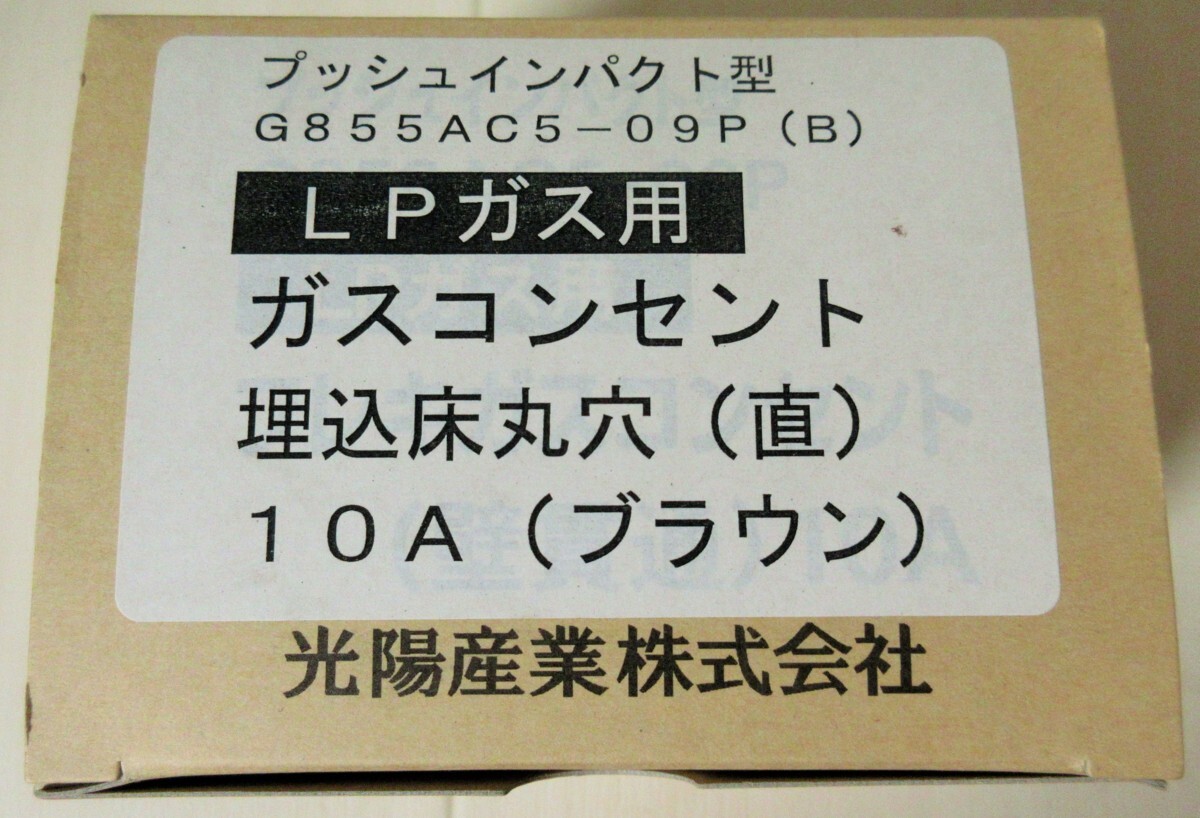 プッシュインパクト型
G855AC5-09P(B)
LPガス用
ガスコンセント
埋込床丸穴(直)
10A(ブラウン)
光陽産業株式会社